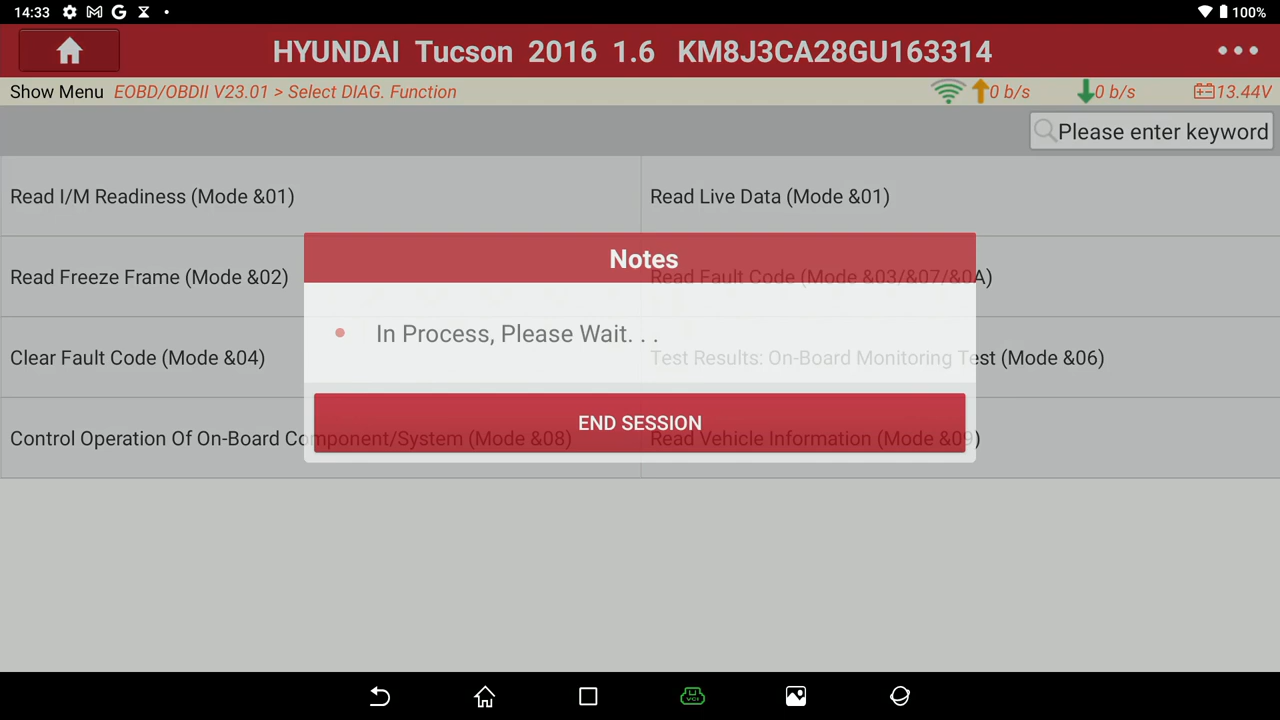 14:33
100%
HYUNDAI Tucson 2016 1.6 KM8J3CA28GU163314
Show Menu EOBD/OBDII V23.01 > Select DIAG. Function
0 b/s 0 b/s 13.44V
Please enter keyword
Read I/M Readiness (Mode &01)
Read Live Data (Mode &01)
Read Freeze Frame (Mode &02)
Read Fault Code (Mode &03/&07/&0A)
Clear Fault Code (Mode &04)
Test Results: On-Board Monitoring Test (Mode &06)
Control Operation Of On-Board Component/System (Mode &08)
Read Vehicle Information (Mode &09)
Notes
In Process, Please Wait. . .
END SESSION
VCI